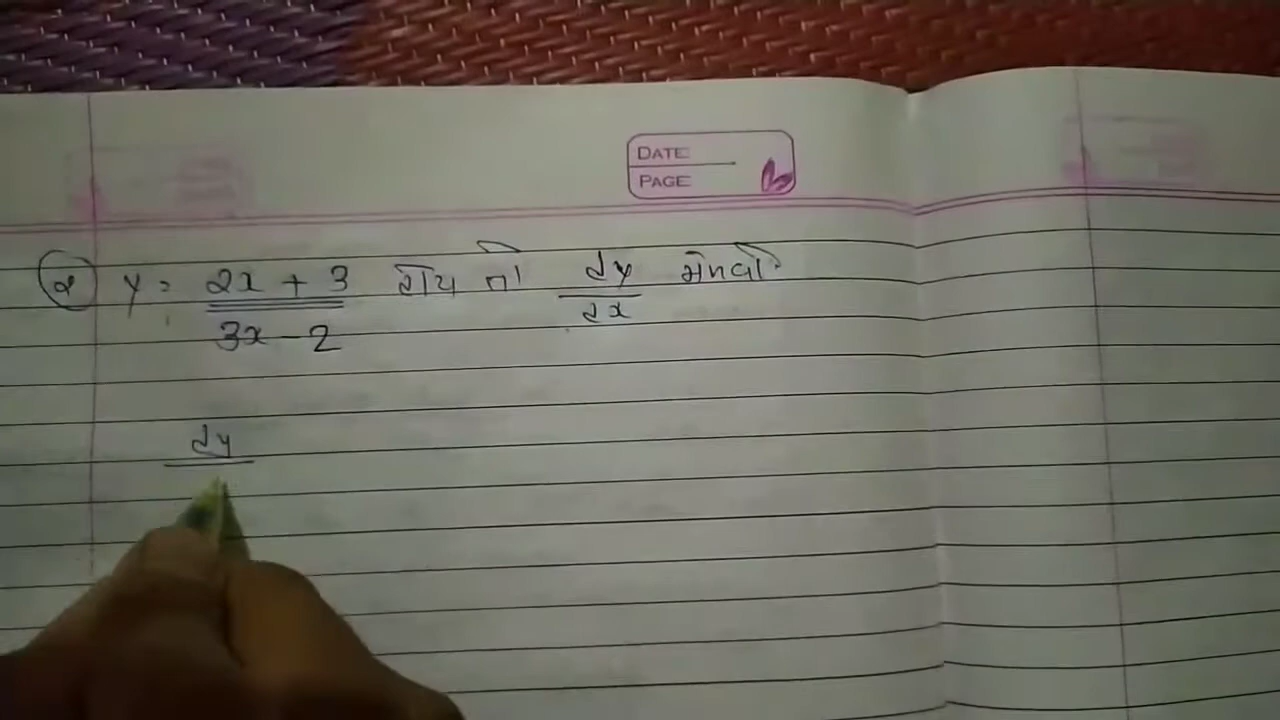 DATE
PAGE
૨ y = 2x + 3 હોય તો dy મેળવો
3x - 2 dx
dy